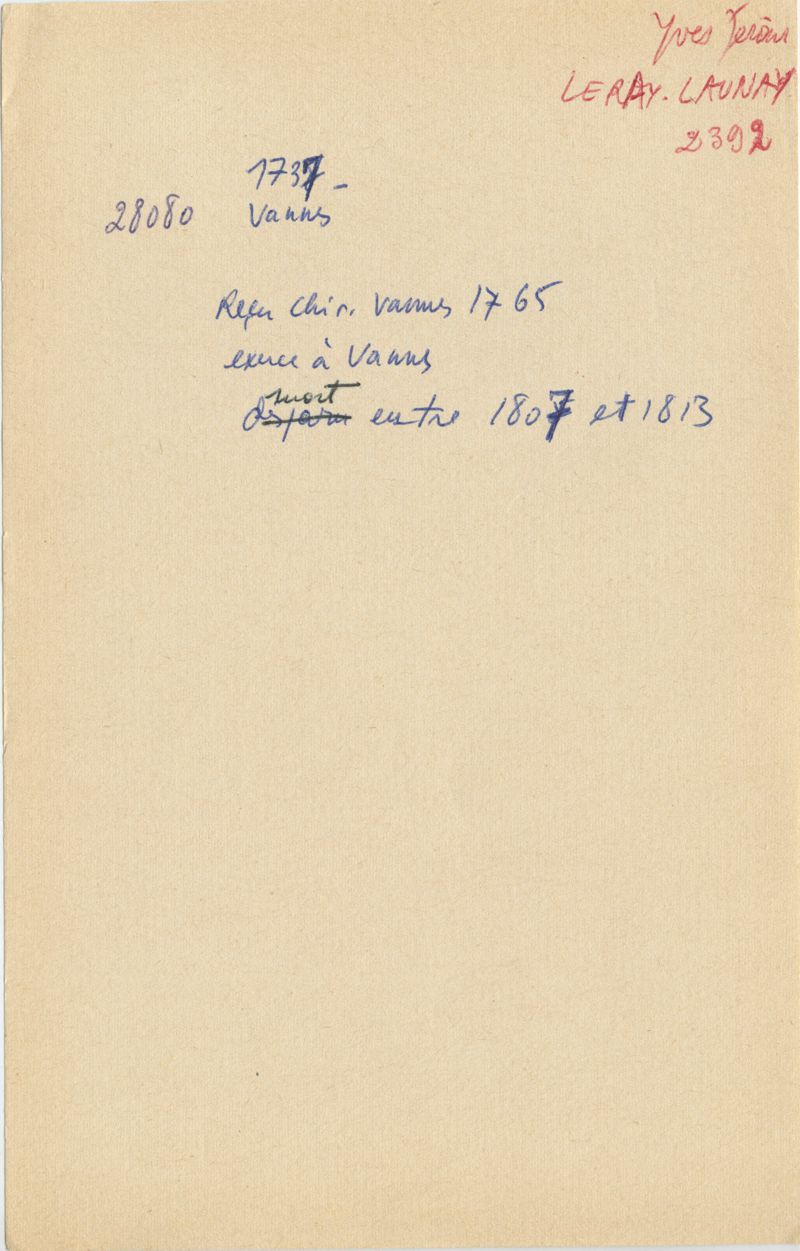 Yves Jérôme
LERAY-LAUNAY
2392
1737 -
28080 Vannes
Reçu chir. Vannes 1765
exerce à Vannes
mort
entre 1807 et 1813